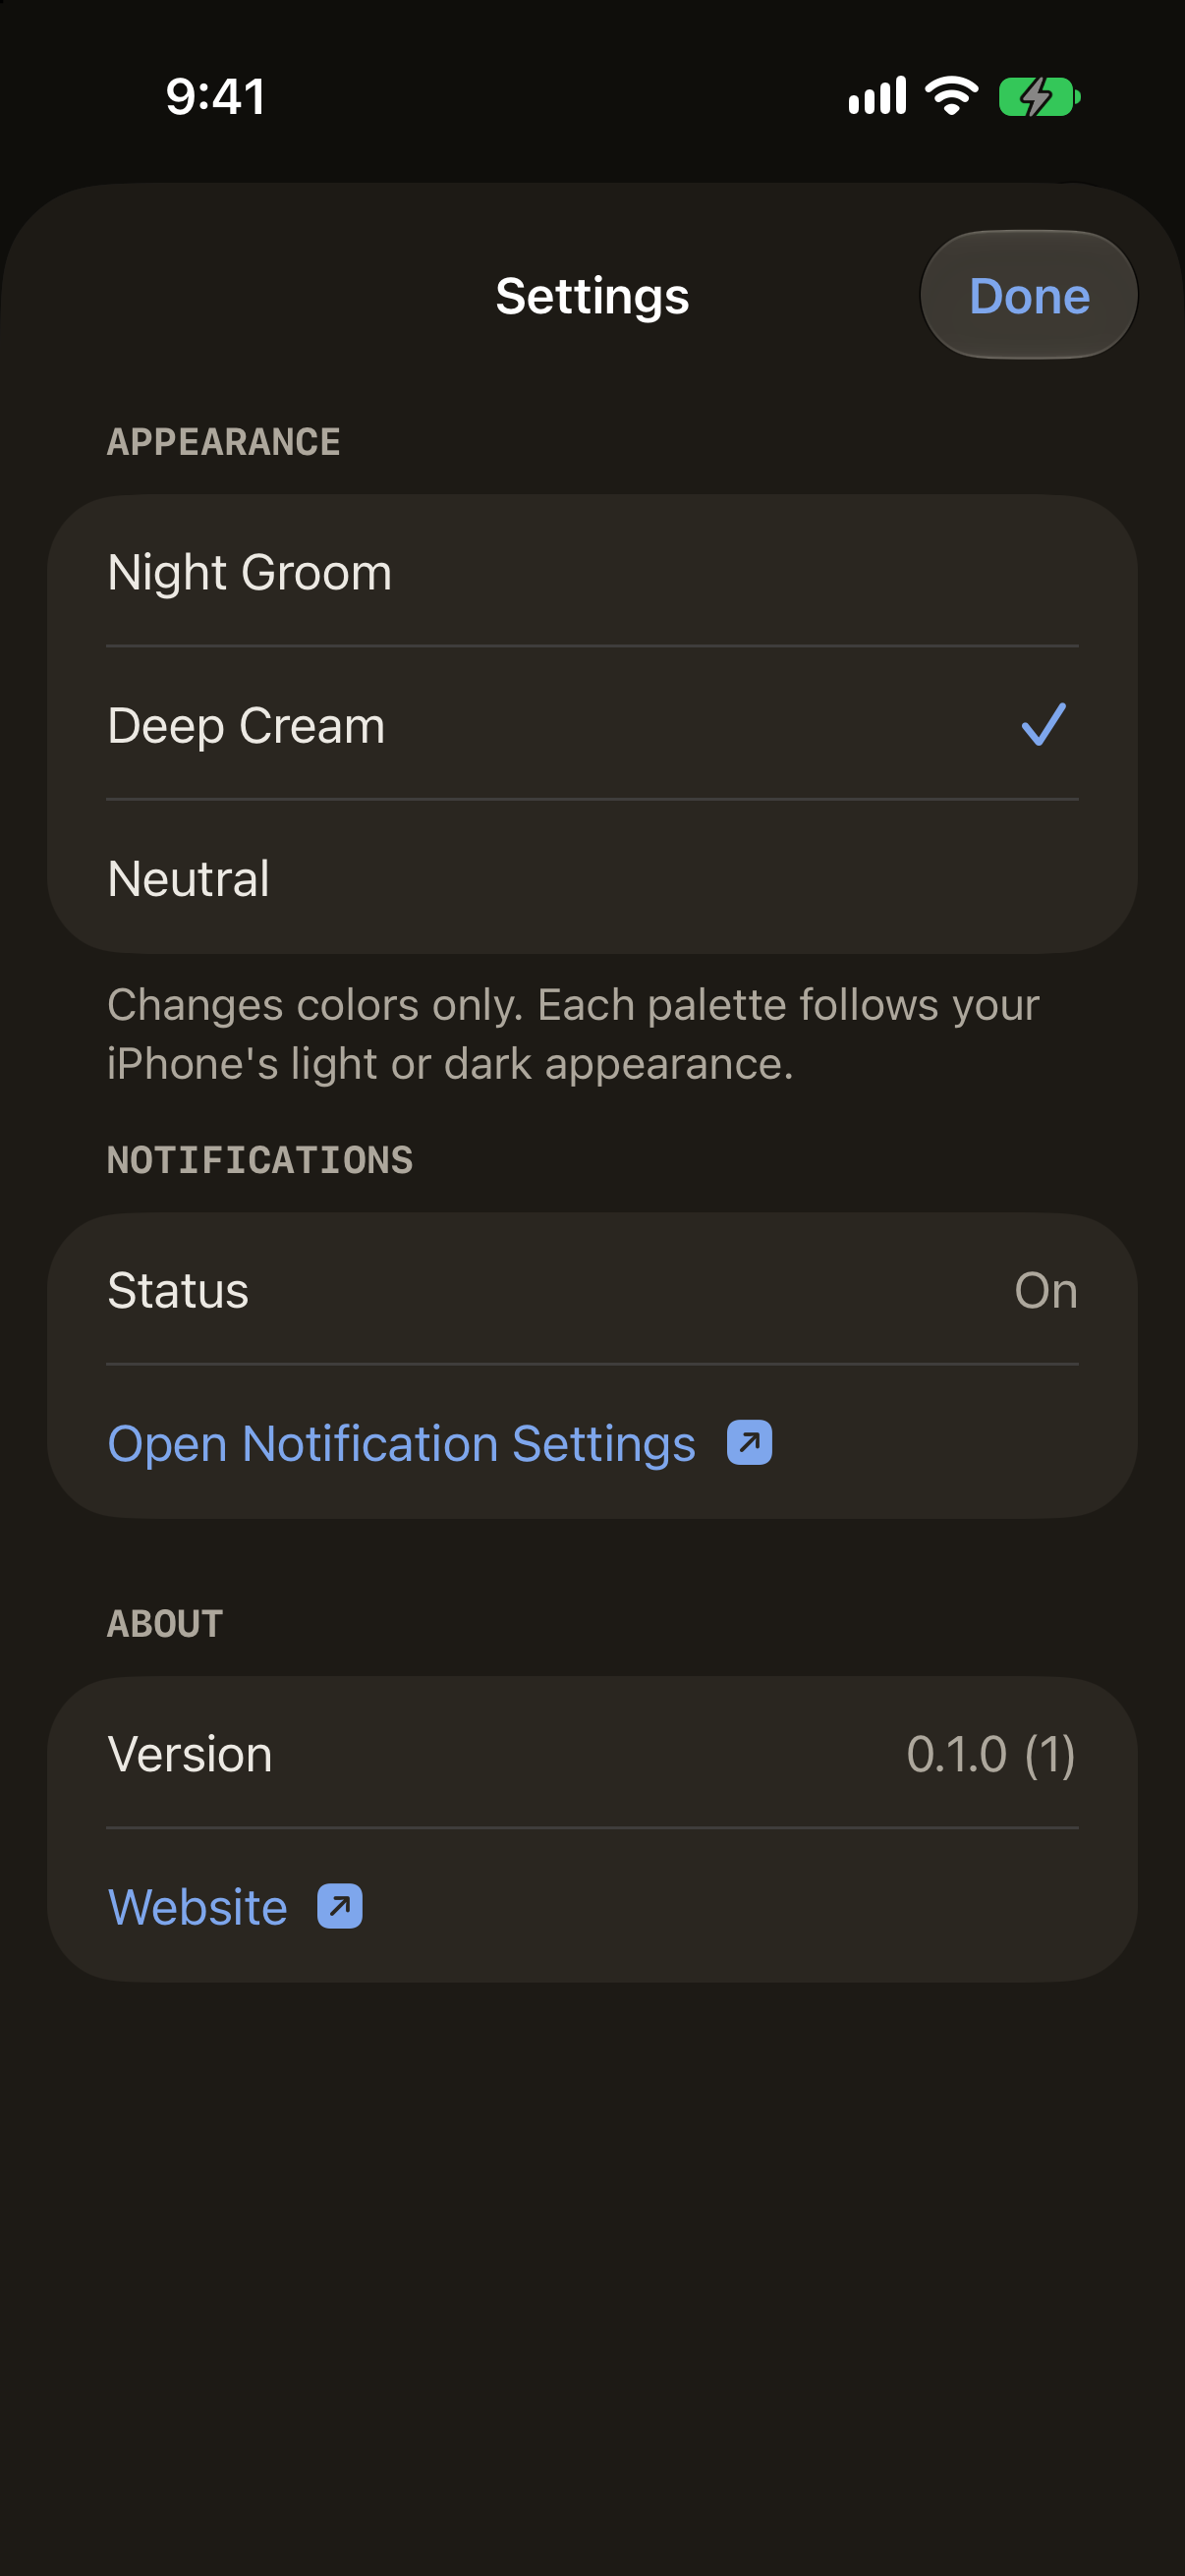 9:41
Settings
Done
APPEARANCE
Night Groom
Deep Cream
Neutral
Changes colors only. Each palette follows your
iPhone's light or dark appearance.
NOTIFICATIONS
Status
On
Open Notification Settings
ABOUT
Version
0.1.0 (1)
Website